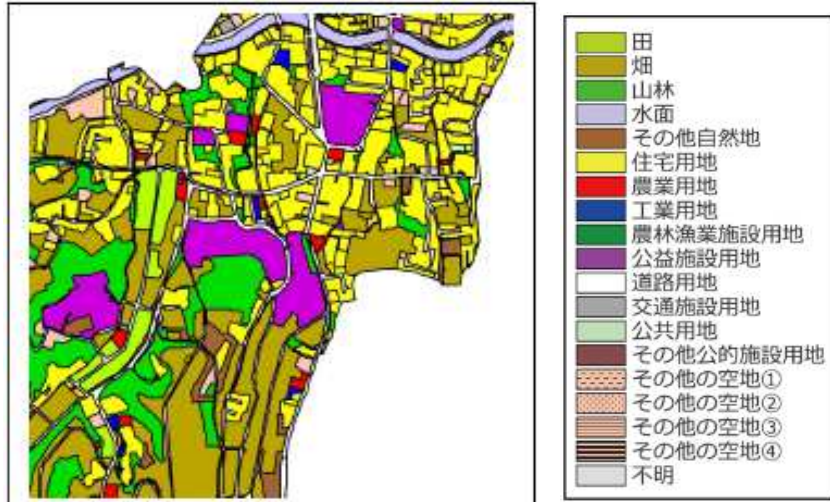 田
畑
山林
水面
その他自然地
住宅用地
農業用地
工業用地
農林漁業施設用地
公益施設用地
道路用地
交通施設用地
公共用地
その他公的施設用地
その他の空地①
その他の空地②
その他の空地③
その他の空地④
不明